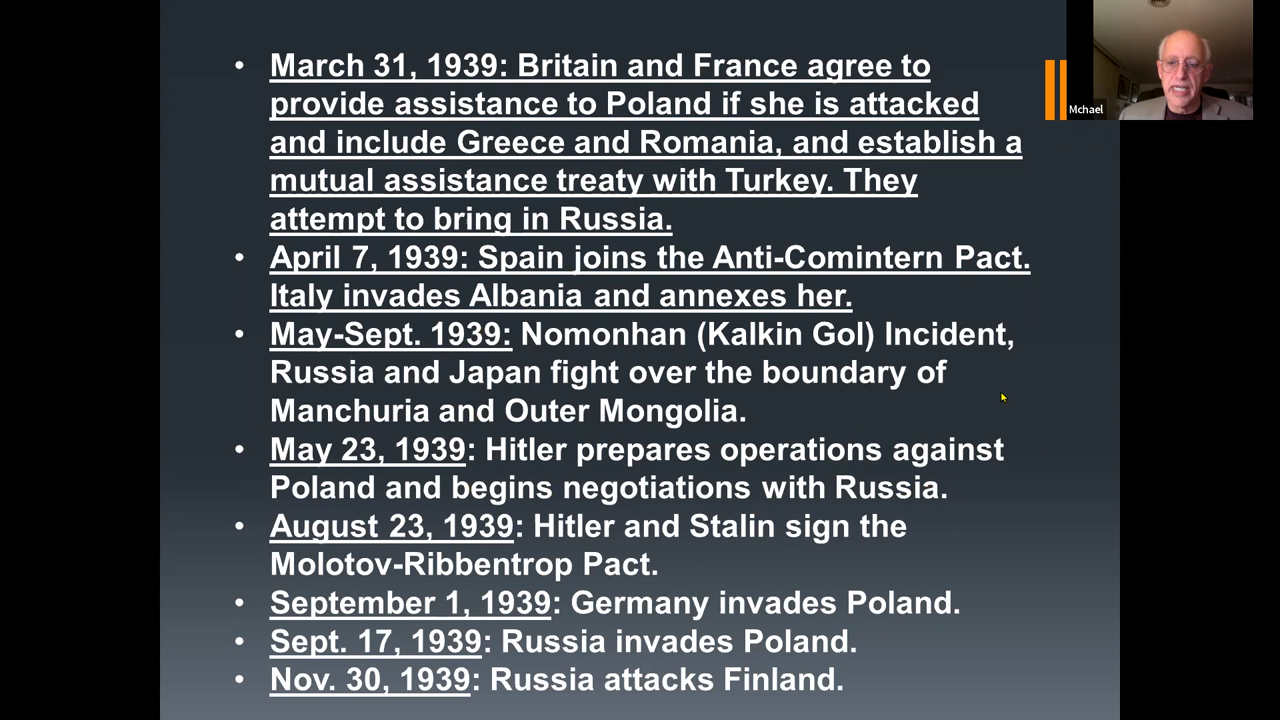 • March 31, 1939: Britain and France agree to
provide assistance to Poland if she is attacked
and include Greece and Romania, and establish a
mutual assistance treaty with Turkey. They
attempt to bring in Russia.
• April 7, 1939: Spain joins the Anti-Comintern Pact.
Italy invades Albania and annexes her.
• May-Sept. 1939: Nomonhan (Kalkin Gol) Incident,
Russia and Japan fight over the boundary of
Manchuria and Outer Mongolia.
• May 23, 1939: Hitler prepares operations against
Poland and begins negotiations with Russia.
• August 23, 1939: Hitler and Stalin sign the
Molotov-Ribbentrop Pact.
• September 1, 1939: Germany invades Poland.
• Sept. 17, 1939: Russia invades Poland.
• Nov. 30, 1939: Russia attacks Finland.
Mchael